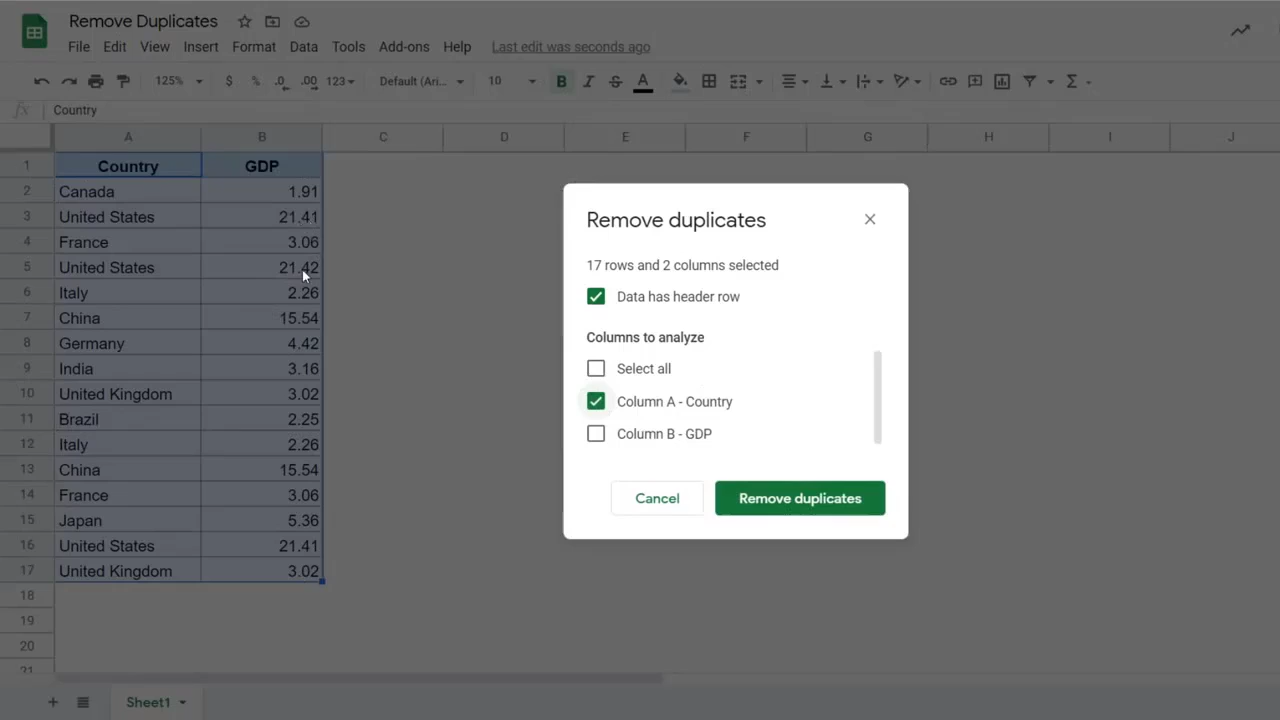 Remove Duplicates
File Edit View Insert Format Data Tools Add-ons Help Last edit was seconds ago
125% $ % .0 .00 123 Default (Ari... 10 B I S A Σ
fx Country
A B C D E F G H I J
1 Country GDP
2 Canada 1.91
3 United States 21.41
4 France 3.06
5 United States 21.42
6 Italy 2.26
7 China 15.54
8 Germany 4.42
9 India 3.16
10 United Kingdom 3.02
11 Brazil 2.25
12 Italy 2.26
13 China 15.54
14 France 3.06
15 Japan 5.36
16 United States 21.41
17 United Kingdom 3.02
18
19
20
21
Remove duplicates
17 rows and 2 columns selected
Data has header row
Columns to analyze
Select all
Column A - Country
Column B - GDP
Cancel Remove duplicates
+ Sheet1